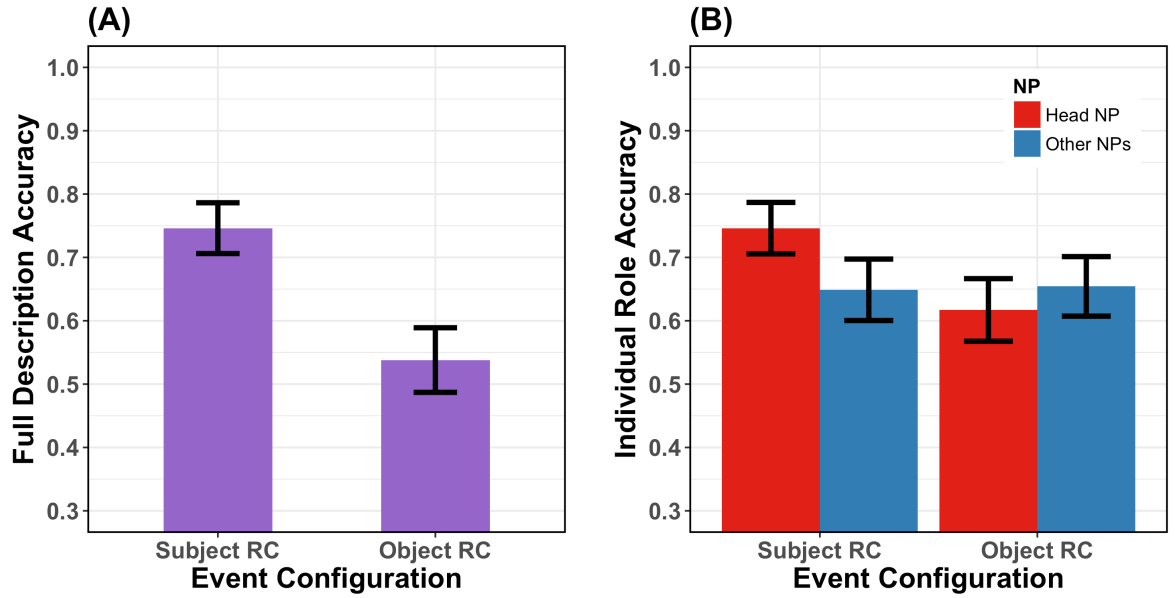 (A)
Full Description Accuracy
1.0
0.9
0.8
0.7
0.6
0.5
0.4
0.3
Subject RC
Object RC
Event Configuration
(B)
Individual Role Accuracy
1.0
0.9
0.8
0.7
0.6
0.5
0.4
0.3
NP
Head NP
Other NPs
Subject RC
Object RC
Event Configuration